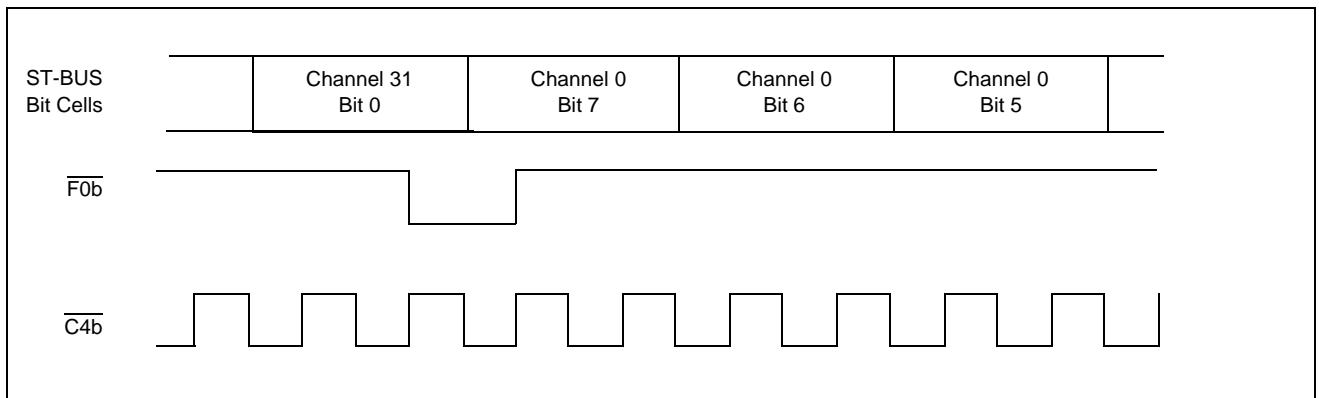 ST-BUS
Bit Cells
Channel 31
Bit 0
Channel 0
Bit 7
Channel 0
Bit 6
Channel 0
Bit 5
F0b
C4b